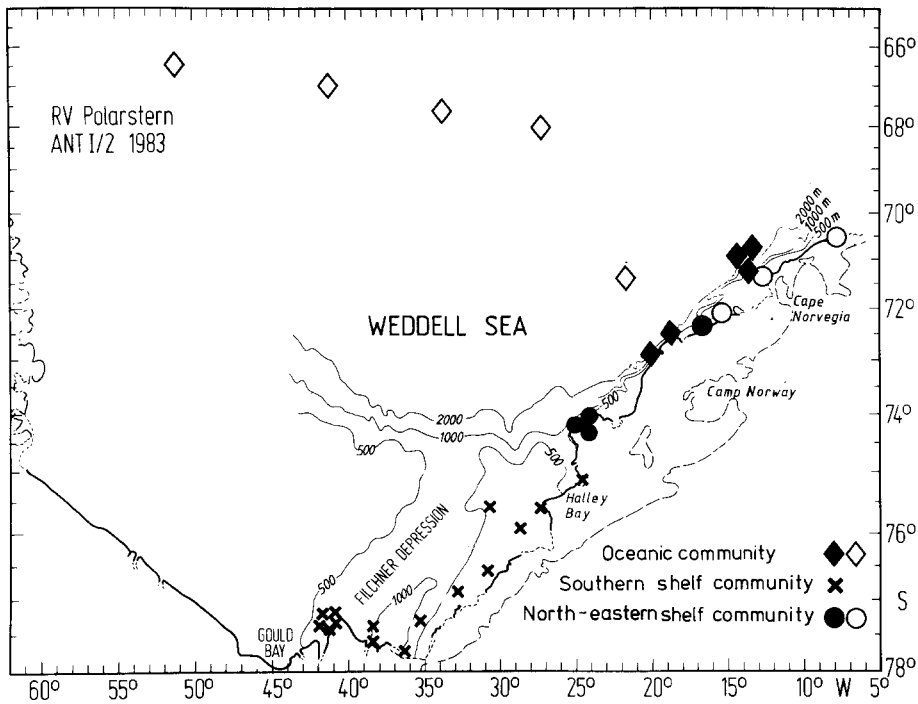 66°
RV Polarstern
ANT I/2 1983
68°
2000 m
1000 m
500 m
70°
Cape
Norvegia
WEDDELL SEA
72°
500
Camp Norway
2000
1000
500
74°
500
Halley
Bay
FILCHNER DEPRESSION
76°
Oceanic community
500
Southern shelf community
S
1000
North-eastern shelf community
GOULD
BAY
78°
60° 50° 45° 40° 35° 30° 25° 20° 15° 10° W 5°